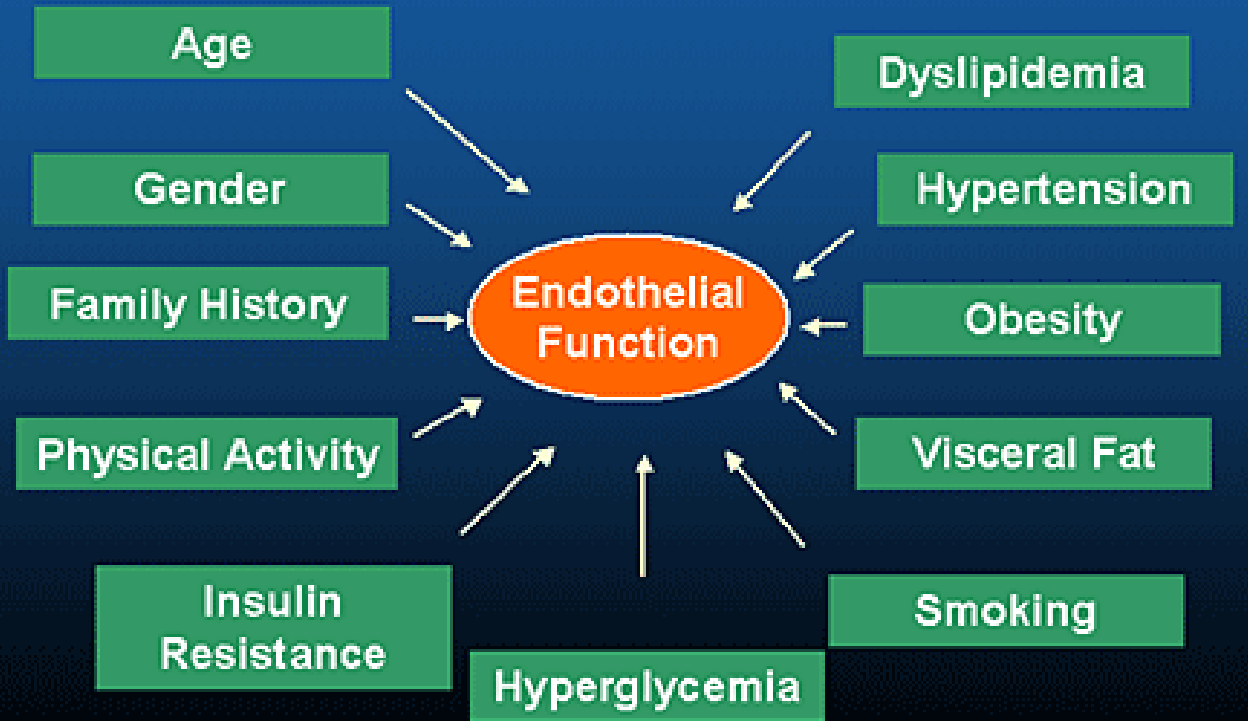 Age
Dyslipidemia
Gender
Hypertension
Family History
Endothelial
Function
Obesity
Physical Activity
Visceral Fat
Insulin
Resistance
Smoking
Hyperglycemia